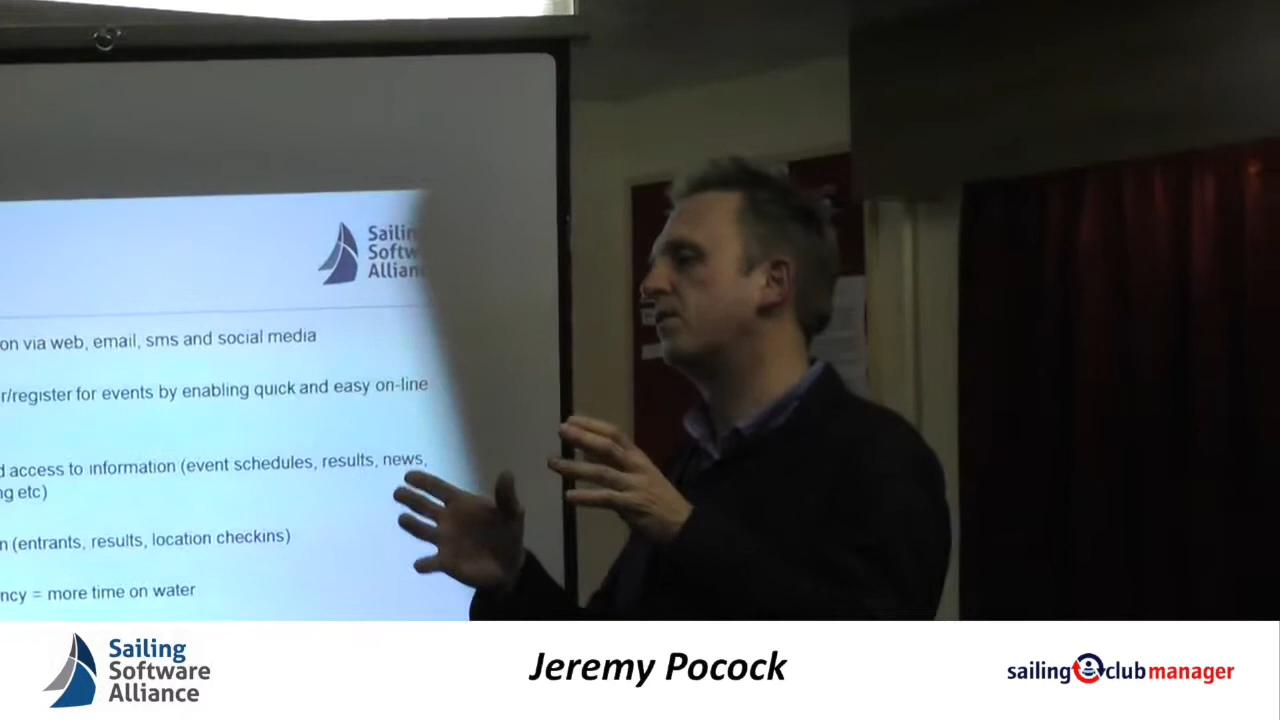 Sailin
Softw
Allian
on via web, email, sms and social media
r/register for events by enabling quick and easy on-line
d access to information (event schedules, results, news,
ng etc)
n (entrants, results, location checkins)
ncy = more time on water
Sailing
Software
Alliance
Jeremy Pocock
sailing clubmanager